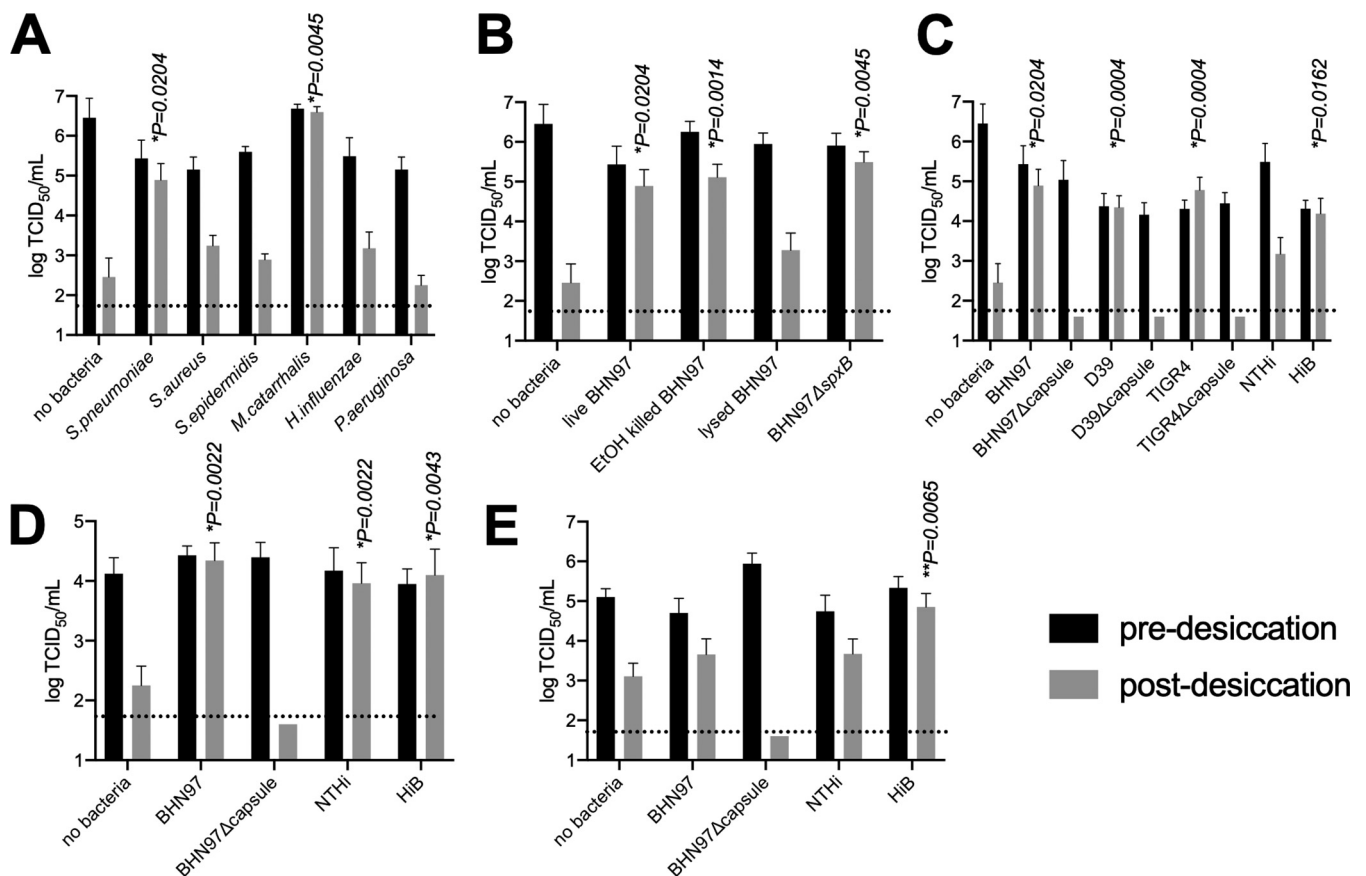 A
log TCID50/mL
7
6
5
4
3
2
1
*P=0.0204
*P=0.0045
no bacteria
S.pneumoniae
S.aureus
S.epidermidis
M.catarrhalis
H.influenzae
P.aeruginosa
B
log TCID50/mL
7
6
5
4
3
2
1
*P=0.0204
*P=0.0014
*P=0.0045
no bacteria
live BHN97
EtOH killed BHN97
lysed BHN97
BHN97ΔspxB
C
log TCID50/mL
7
6
5
4
3
2
1
*P=0.0204
*P=0.0004
*P=0.0004
*P=0.0162
no bacteria
BHN97
BHN97Δcapsule
D39
D39Δcapsule
TIGR4
TIGR4Δcapsule
NTHi
HiB
D
log TCID50/mL
5
4
3
2
1
*P=0.0022
*P=0.0022
*P=0.0043
no bacteria
BHN97
BHN97Δcapsule
NTHi
HiB
E
log TCID50/mL
7
6
5
4
3
2
1
**P=0.0065
no bacteria
BHN97
BHN97Δcapsule
NTHi
HiB
pre-desiccation
post-desiccation